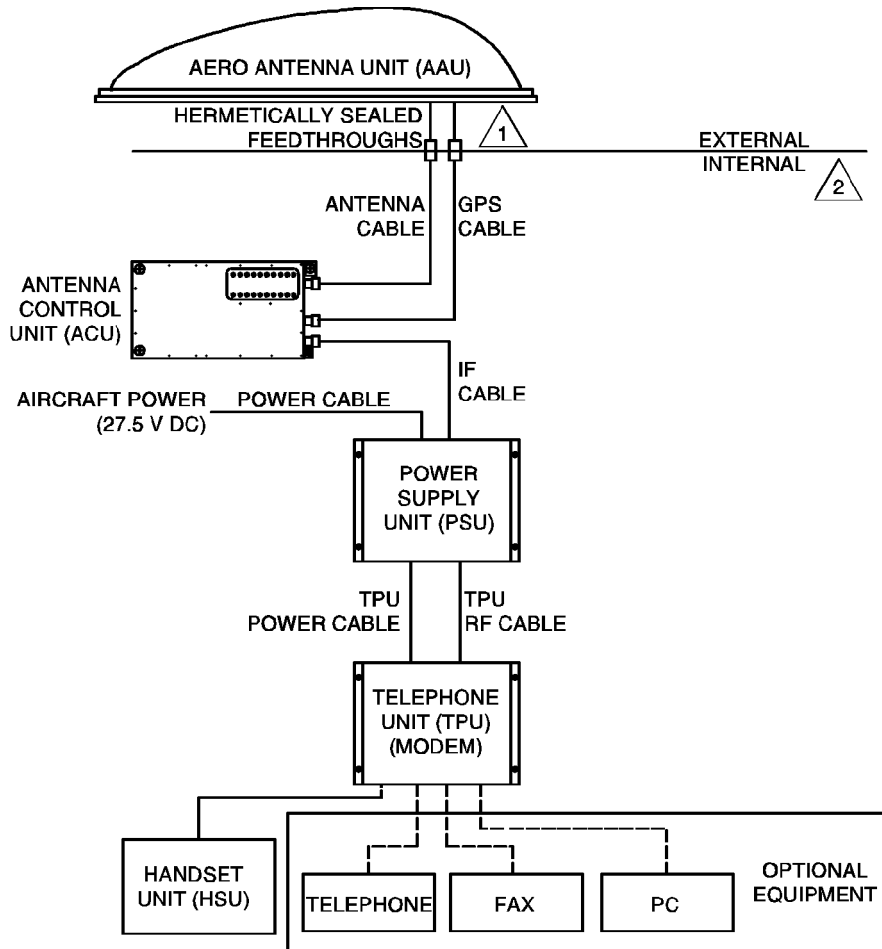 AERO ANTENNA UNIT (AAU)
HERMETICALLY SEALED
FEEDTHROUGHS
1
EXTERNAL
INTERNAL
2
ANTENNA
CABLE
GPS
CABLE
ANTENNA
CONTROL
UNIT (ACU)
IF
CABLE
AIRCRAFT POWER
(27.5 V DC)
POWER CABLE
POWER
SUPPLY
UNIT (PSU)
TPU
POWER CABLE
TPU
RF CABLE
TELEPHONE
UNIT (TPU)
(MODEM)
HANDSET
UNIT (HSU)
TELEPHONE
FAX
PC
OPTIONAL
EQUIPMENT